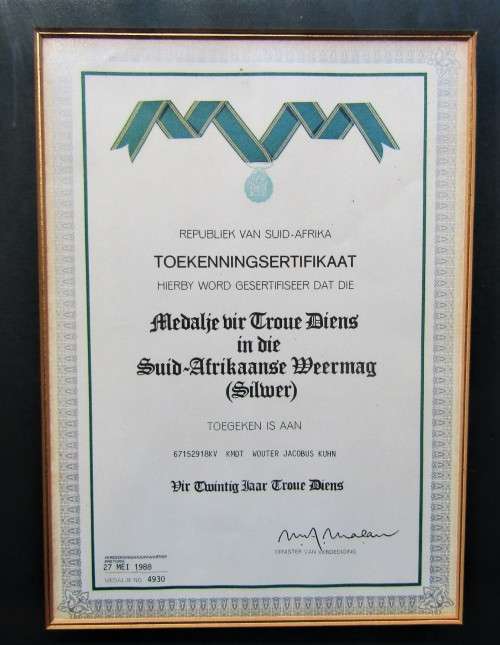 REPUBLIEK VAN SUID-AFRIKA
TOEKENNINGSERTIFIKAAT
HIERBY WORD GESERTIFISEER DAT DIE
Medalje vir Troue Diens
in die
Suid-Afrikaanse Weermag
(Silwer)
TOEGEKEN IS AAN
67152918KV KMDT WOUTER JACOBUS KUHN
Vir Twintig Jaar Troue Diens
MINISTER VAN VERDEDIGING
PRETORIA
27 MEI 1988
MEDALJE NO. 4930